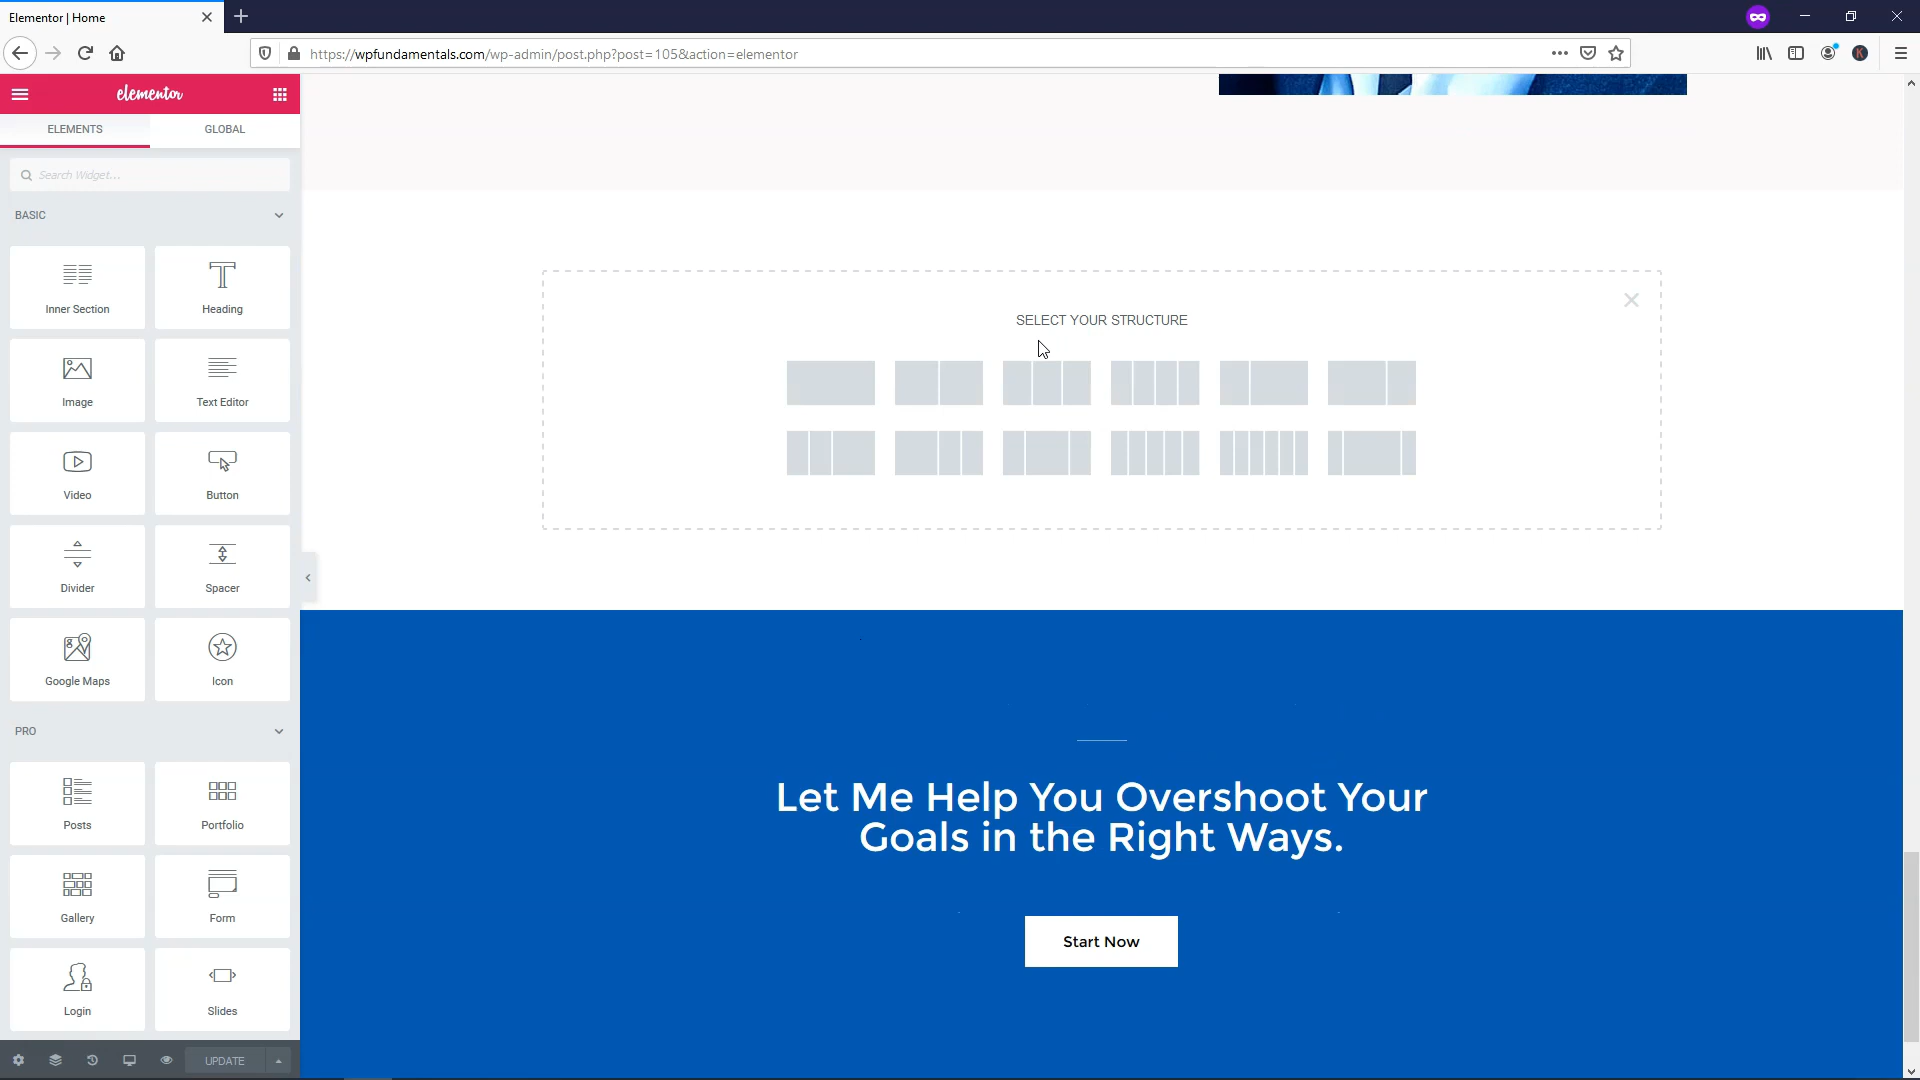 Elementor | Home
https://wpfundamentals.com/wp-admin/post.php?post=105&action=elementor
elementor
ELEMENTS
GLOBAL
Search Widget...
BASIC
Inner Section
Heading
Image
Text Editor
Video
Button
Divider
Spacer
Google Maps
Icon
PRO
Posts
Portfolio
Gallery
Form
Login
Slides
UPDATE
SELECT YOUR STRUCTURE
Let Me Help You Overshoot Your
Goals in the Right Ways.
Start Now
K